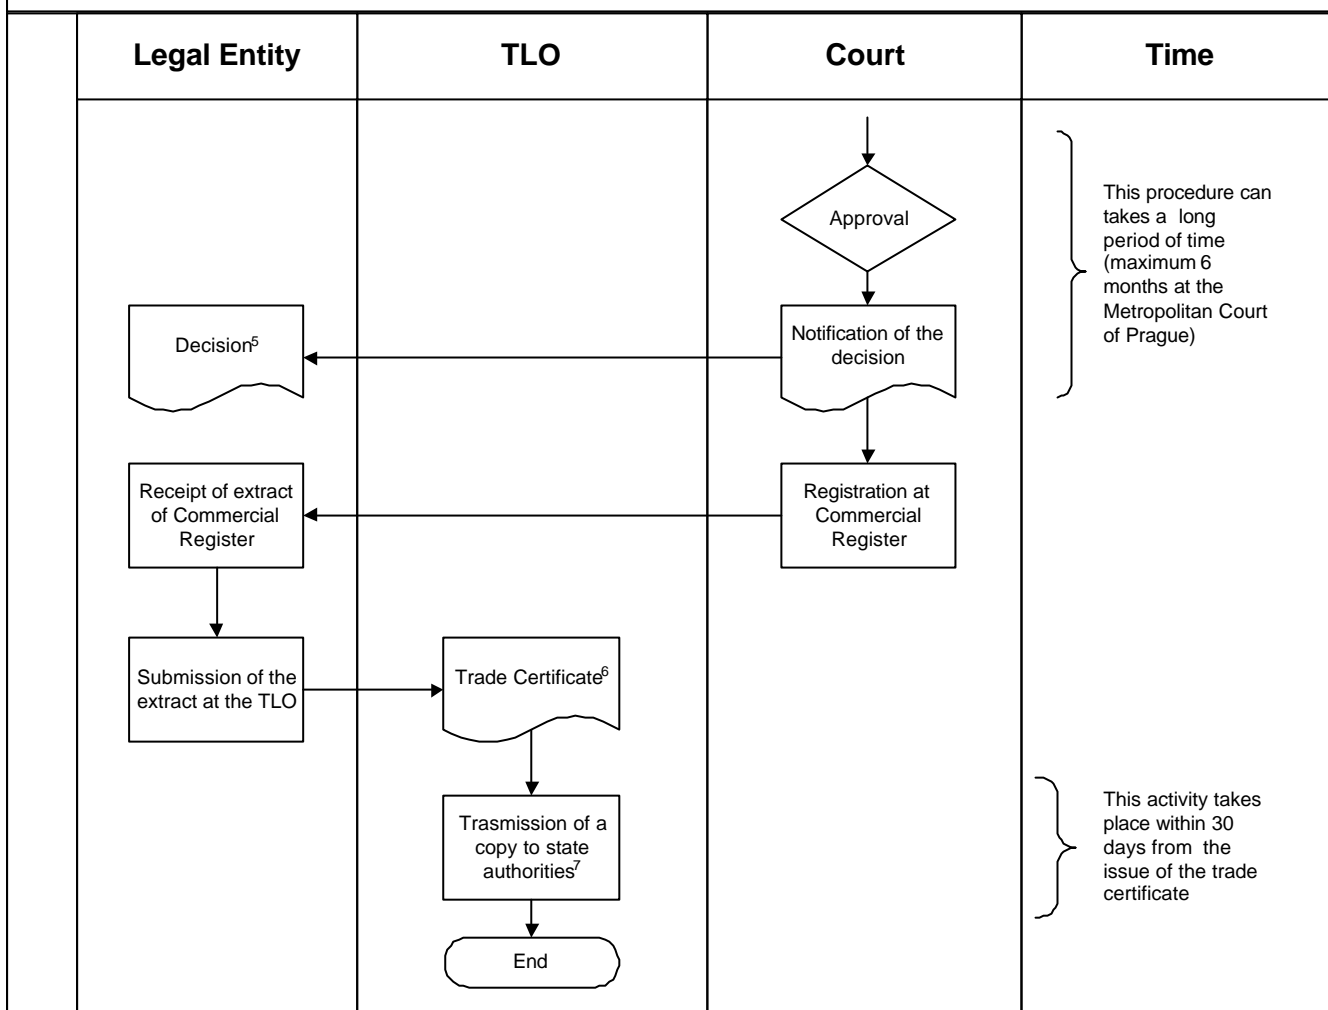 Legal Entity
TLO
Court
Time
Approval
This procedure can
takes a long
period of time
(maximum 6
months at the
Metropolitan Court
of Prague)
Decision5
Notification of the
decision
Receipt of extract
of Commercial
Register
Registration at
Commercial
Register
Submission of the
extract at the TLO
Trade Certificate6
Trasmission of a
copy to state
authorities7
This activity takes
place within 30
days from the
issue of the trade
certificate
End